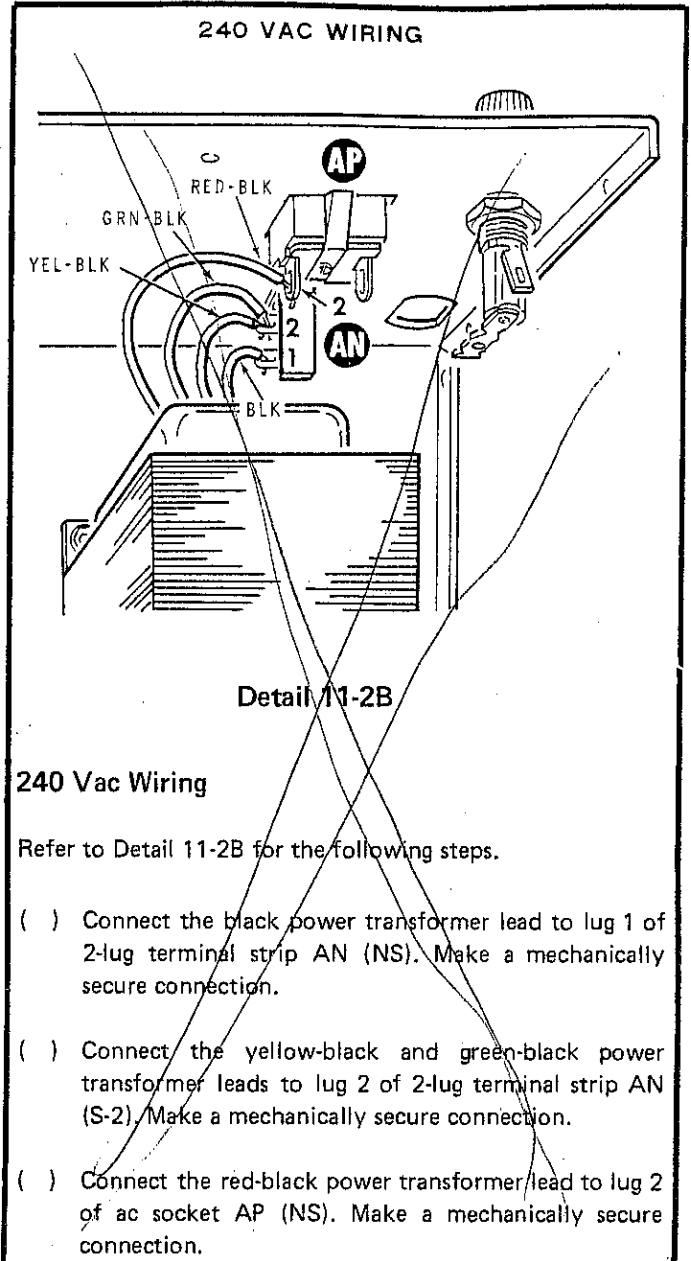 240 VAC WIRING
AP
RED-BLK
GRN-BLK
YEL-BLK
2
2
AN
1
BLK
Detail 11-2B
240 Vac Wiring
Refer to Detail 11-2B for the following steps.
( ) Connect the black power transformer lead to lug 1 of
2-lug terminal strip AN (NS). Make a mechanically
secure connection.
( ) Connect the yellow-black and green-black power
transformer leads to lug 2 of 2-lug terminal strip AN
(S-2). Make a mechanically secure connection.
( ) Connect the red-black power transformer lead to lug 2
of ac socket AP (NS). Make a mechanically secure
connection.